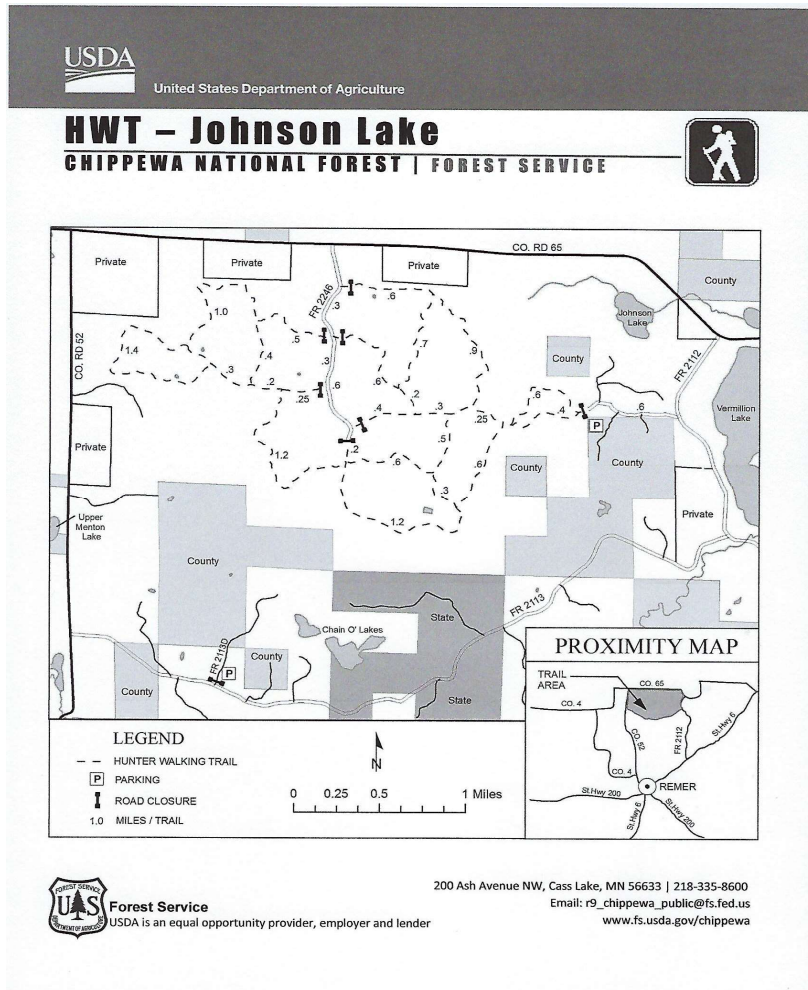 USDA
United States Department of Agriculture
HWT – Johnson Lake
CHIPPEWA NATIONAL FOREST | FOREST SERVICE
CO. RD 65
Private
Private
Private
County
FR 2246
.3
.6
1.0
Johnson
Lake
CO. RD 52
1.4
.5
.4
.7
.9
County
FR 2112
.3
.2
.3
.6
.6
.2
.6
.25
.4
.3
.25
.4
.6
P
Vermillion
Lake
Private
1.2
.2
.6
.5
.6
County
County
.3
1.2
Private
Upper
Menton
Lake
County
FR 2113
State
Chain O' Lakes
FR 2113D
P
County
County
State
PROXIMITY MAP
TRAIL
AREA
CO. 65
CO. 4
CO. 52
FR 2112
St. Hwy 6
CO. 4
REMER
St. Hwy 200
St. Hwy 6
St. Hwy 200
LEGEND
HUNTER WALKING TRAIL
P PARKING
ROAD CLOSURE
1.0 MILES / TRAIL
N
0 0.25 0.5 1 Miles
FOREST SERVICE
U S
DEPARTMENT OF AGRICULTURE
Forest Service
USDA is an equal opportunity provider, employer and lender
200 Ash Avenue NW, Cass Lake, MN 56633 | 218-335-8600
Email: r9_chippewa_public@fs.fed.us
www.fs.usda.gov/chippewa